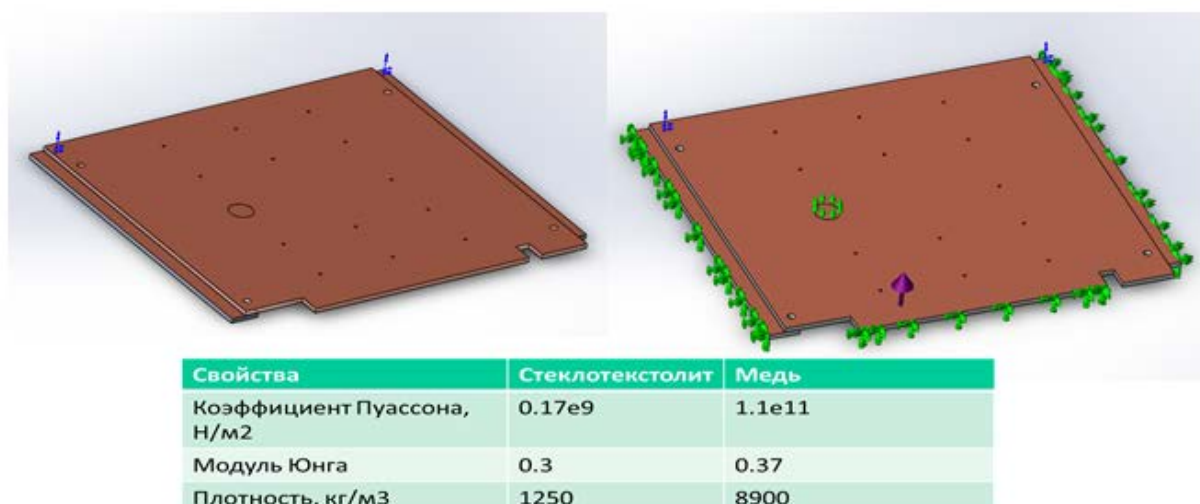 Свойства Стеклотекстолит Медь
Коэффициент Пуассона, 0.17e9 1.1e11
Н/м2
Модуль Юнга 0.3 0.37
Плотность, кг/м3 1250 8900